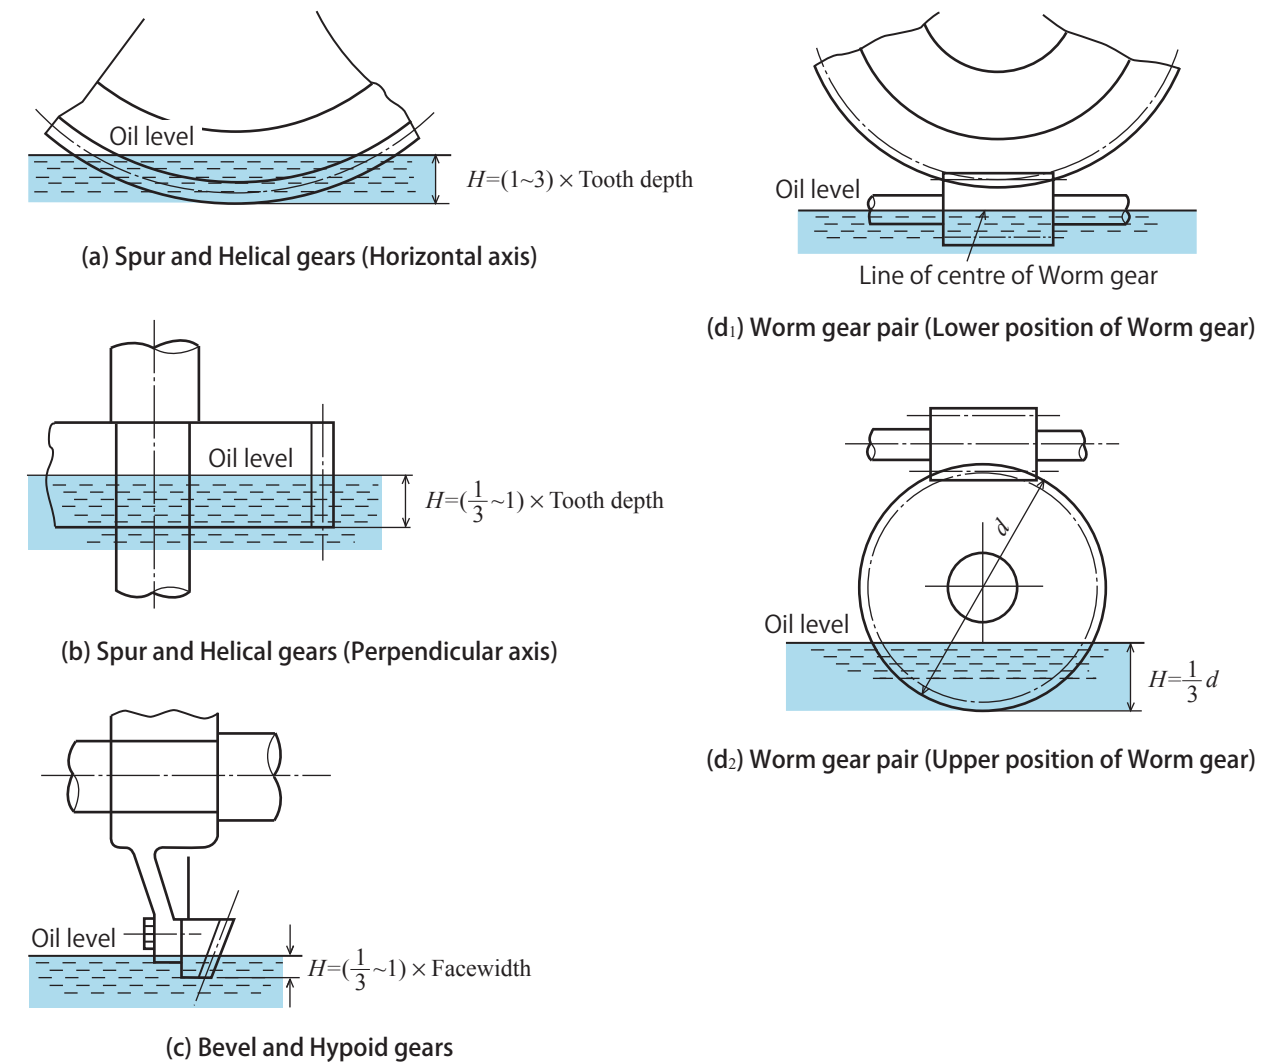 Oil level
H=(1~3) × Tooth depth
(a) Spur and Helical gears (Horizontal axis)
Oil level
H=(1/3~1) × Tooth depth
(b) Spur and Helical gears (Perpendicular axis)
Oil level
H=(1/3~1) × Facewidth
(c) Bevel and Hypoid gears
Oil level
Line of centre of Worm gear
(d₁) Worm gear pair (Lower position of Worm gear)
d
Oil level
H=1/3 d
(d₂) Worm gear pair (Upper position of Worm gear)